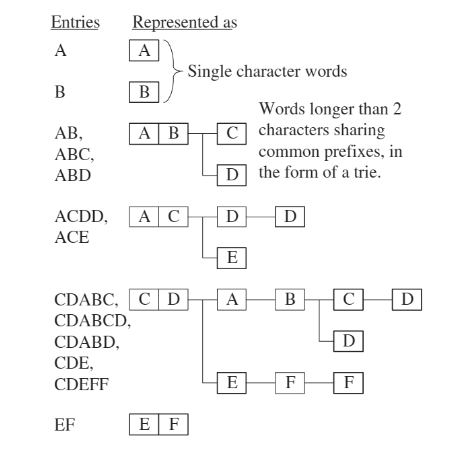 Entries Represented as
A A
Single character words
B B
Words longer than 2
AB, A B C characters sharing
ABC, common prefixes, in
ABD D the form of a trie.
ACDD, A C D D
ACE
E
CDABC, C D A B C D
CDABCD,
CDABD, D
CDE,
CDEFF E F F
EF E F